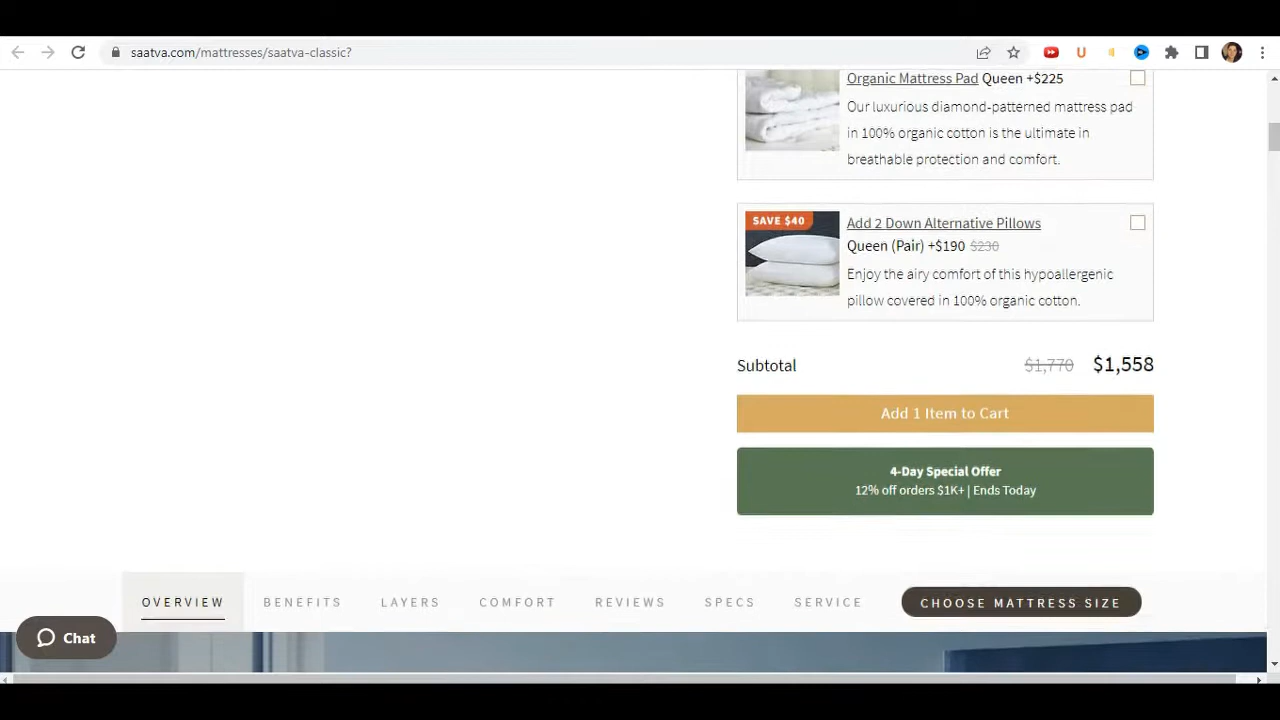 saatva.com/mattresses/saatva-classic?
Organic Mattress Pad Queen +$225
Our luxurious diamond-patterned mattress pad
in 100% organic cotton is the ultimate in
breathable protection and comfort.
SAVE $40
Add 2 Down Alternative Pillows
Queen (Pair) +$190 $230
Enjoy the airy comfort of this hypoallergenic
pillow covered in 100% organic cotton.
Subtotal $1,770 $1,558
Add 1 Item to Cart
4-Day Special Offer
12% off orders $1K+ | Ends Today
OVERVIEW BENEFITS LAYERS COMFORT REVIEWS SPECS SERVICE CHOOSE MATTRESS SIZE
Chat